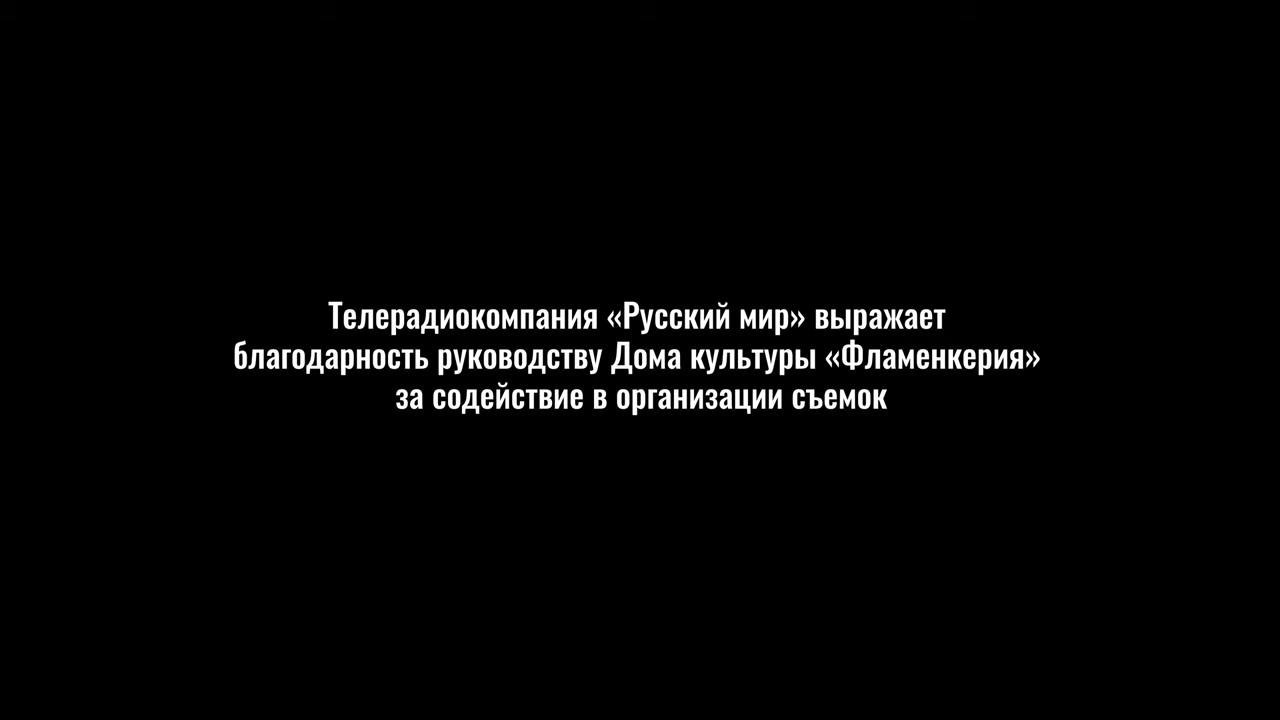 Телерадиокомпания «Русский мир» выражает
благодарность руководству Дома культуры «Фламенкерия»
за содействие в организации съемок